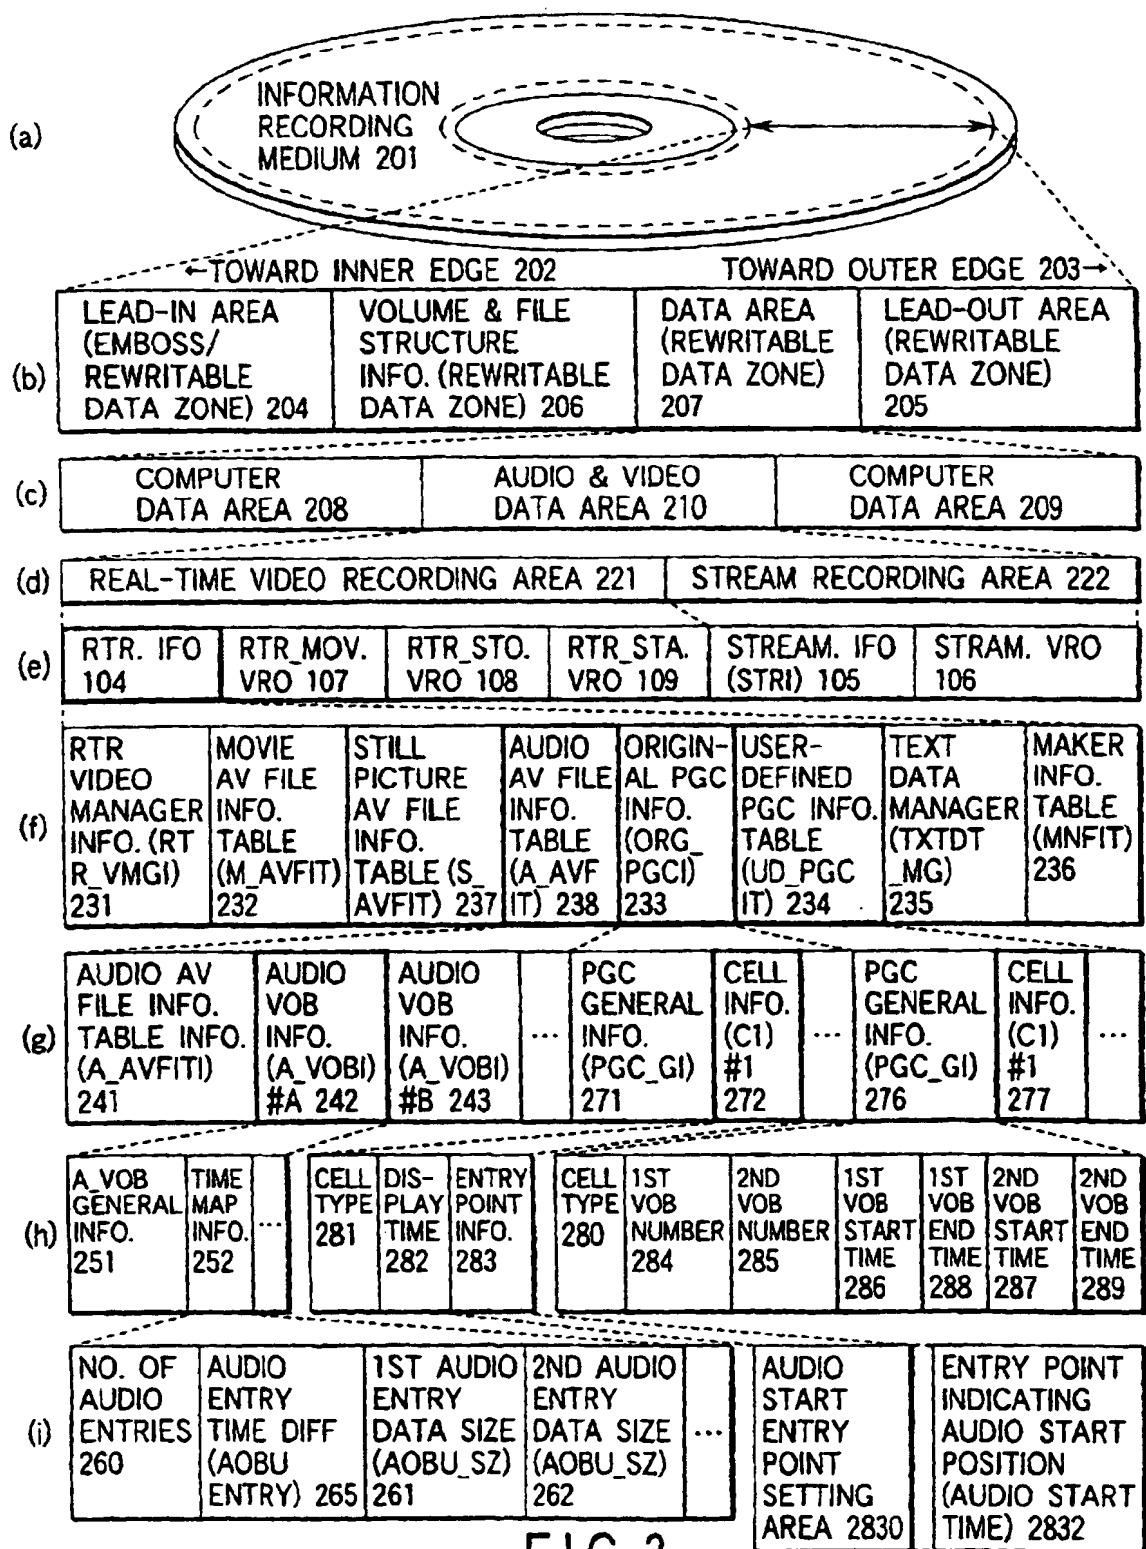 (a)
INFORMATION
RECORDING
MEDIUM 201
←TOWARD INNER EDGE 202
TOWARD OUTER EDGE 203→
(b)
LEAD-IN AREA
(EMBOSS/
REWRITABLE
DATA ZONE) 204
VOLUME & FILE
STRUCTURE
INFO. (REWRITABLE
DATA ZONE) 206
DATA AREA
(REWRITABLE
DATA ZONE)
207
LEAD-OUT AREA
(REWRITABLE
DATA ZONE)
205
(c)
COMPUTER
DATA AREA 208
AUDIO & VIDEO
DATA AREA 210
COMPUTER
DATA AREA 209
(d)
REAL-TIME VIDEO RECORDING AREA 221
STREAM RECORDING AREA 222
(e)
RTR. IFO
104
RTR_MOV.
VRO 107
RTR_STO.
VRO 108
RTR_STA.
VRO 109
STREAM. IFO
(STRI) 105
STRAM. VRO
106
(f)
RTR
VIDEO
MANAGER
INFO. (RT
R_VMGI)
231
MOVIE
AV FILE
INFO.
TABLE
(M_AVFIT)
232
STILL
PICTURE
AV FILE
INFO.
TABLE (S_
AVFIT) 237
AUDIO
AV FILE
INFO.
TABLE
(A_AVF
IT) 238
ORIGIN-
AL PGC
INFO.
(ORG_
PGCI)
233
USER-
DEFINED
PGC INFO.
TABLE
(UD_PGC
IT) 234
TEXT
DATA
MANAGER
(TXTDT
_MG)
235
MAKER
INFO.
TABLE
(MNFIT)
236
(g)
AUDIO AV
FILE INFO.
TABLE INFO.
(A_AVFITI)
241
AUDIO
VOB
INFO.
(A_VOBI)
#A 242
AUDIO
VOB
INFO.
(A_VOBI)
#B 243
...
PGC
GENERAL
INFO.
(PGC_GI)
271
CELL
INFO.
(C1)
#1
272
...
PGC
GENERAL
INFO.
(PGC_GI)
276
CELL
INFO.
(C1)
#1
277
...
(h)
A_VOB
GENERAL
INFO.
251
TIME
MAP
INFO.
252
...
CELL
TYPE
281
DIS-
PLAY
TIME
282
ENTRY
POINT
INFO.
283
CELL
TYPE
280
1ST
VOB
NUMBER
284
2ND
VOB
NUMBER
285
1ST
VOB
START
TIME
286
1ST
VOB
END
TIME
288
2ND
VOB
START
TIME
287
2ND
VOB
END
TIME
289
(i)
NO. OF
AUDIO
ENTRIES
260
AUDIO
ENTRY
TIME DIFF
(AOBU
ENTRY) 265
1ST AUDIO
ENTRY
DATA SIZE
(AOBU_SZ)
261
2ND AUDIO
ENTRY
DATA SIZE
(AOBU_SZ)
262
...
AUDIO
START
ENTRY
POINT
SETTING
AREA 2830
ENTRY POINT
INDICATING
AUDIO START
POSITION
(AUDIO START
TIME) 2832